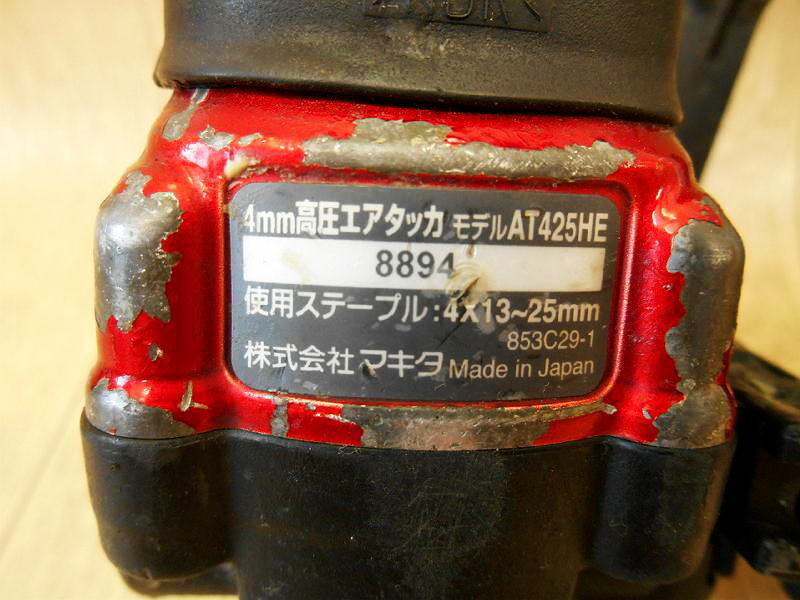 4mm高圧エアタッカ モデルAT425HE
8894
使用ステープル:4X13~25mm
853C29-1
株式会社 マキタ Made in Japan